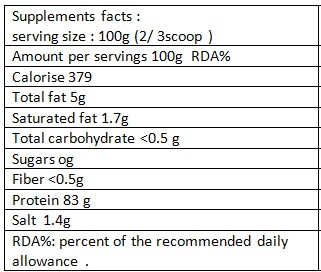 Supplements facts :
serving size : 100g (2/ 3scoop )
Amount per servings 100g  RDA%
Calorise 379
Total fat 5g
Saturated fat 1.7g
Total carbohydrate <0.5 g
Sugars og
Fiber <0.5g
Protein 83 g
Salt  1.4g
RDA%: percent of the recommended daily
allowance  .